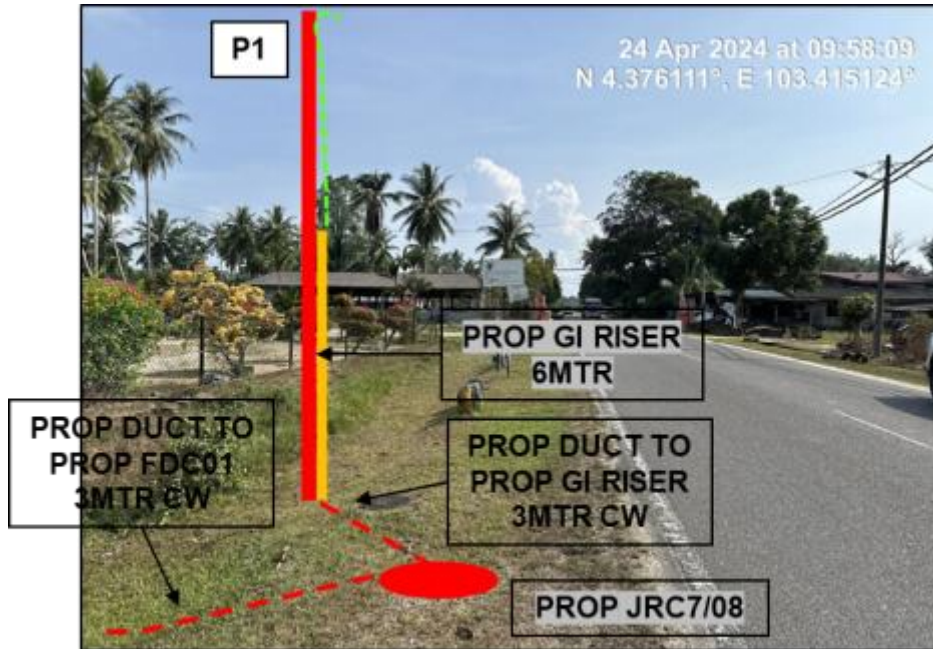 P1
24 Apr 2024 at 09:58:09
N 4.376111°, E 103.415124°
PROP GI RISER
6MTR
PROP DUCT TO
PROP FDC01
3MTR CW
PROP DUCT TO
PROP GI RISER
3MTR CW
PROP JRC7/08